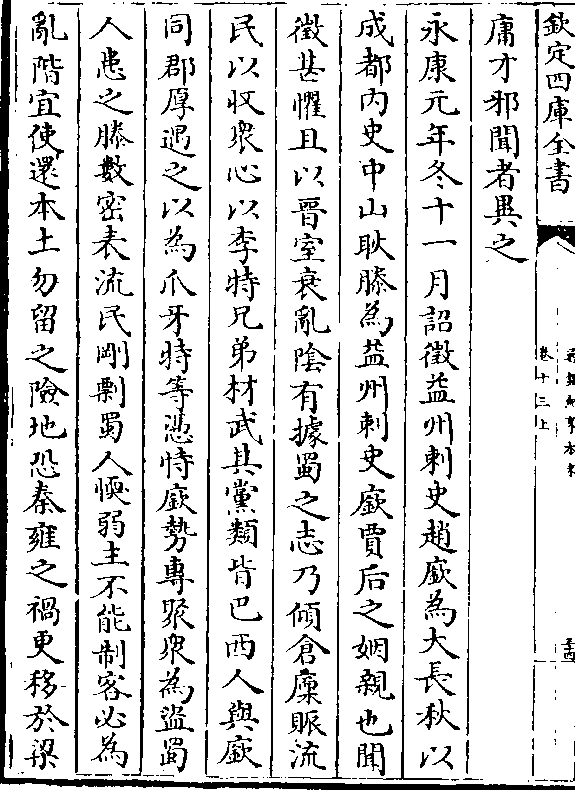 欽定四庫全書
卷十三上
庸才邪聞者異之
永康元年冬十一月詔徵益州刺史趙廞為大長秋以
成都内史中山耿滕為益州刺史廞賈后之姻親也聞
徵甚懼且以晉室衰亂陰有據蜀之志乃傾倉廩賑流
民以收衆心以李特兄弟材武其黨類皆巴西人與廞
同郡厚遇之以為爪牙特等憑恃廞勢專聚衆為盜蜀
人患之滕數密表流民剛剽蜀人愞弱主不能制客必為
亂階宜使還本土勿留之險地恐秦雍之禍更移於梁